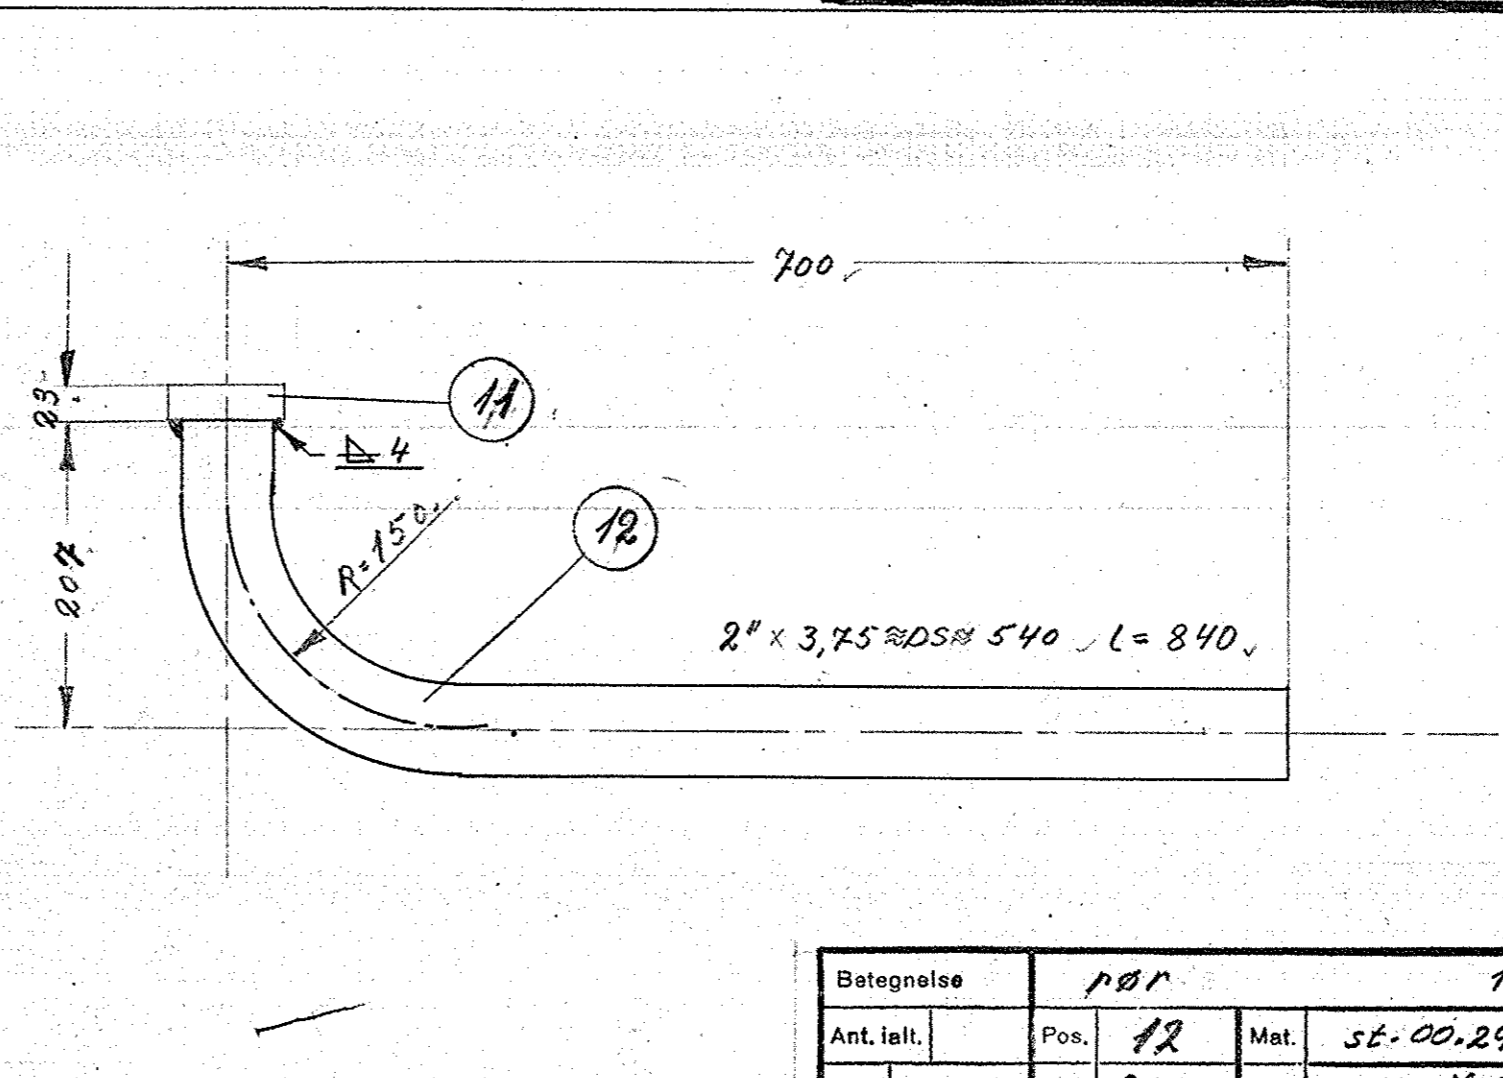 700
23
11
4
R=150.
12
207
2" x 3,75 ≈DS≈ 540 L= 840
Betegnelse rør
Ant. ialt. Pos. 12 Mat. st. 00.29